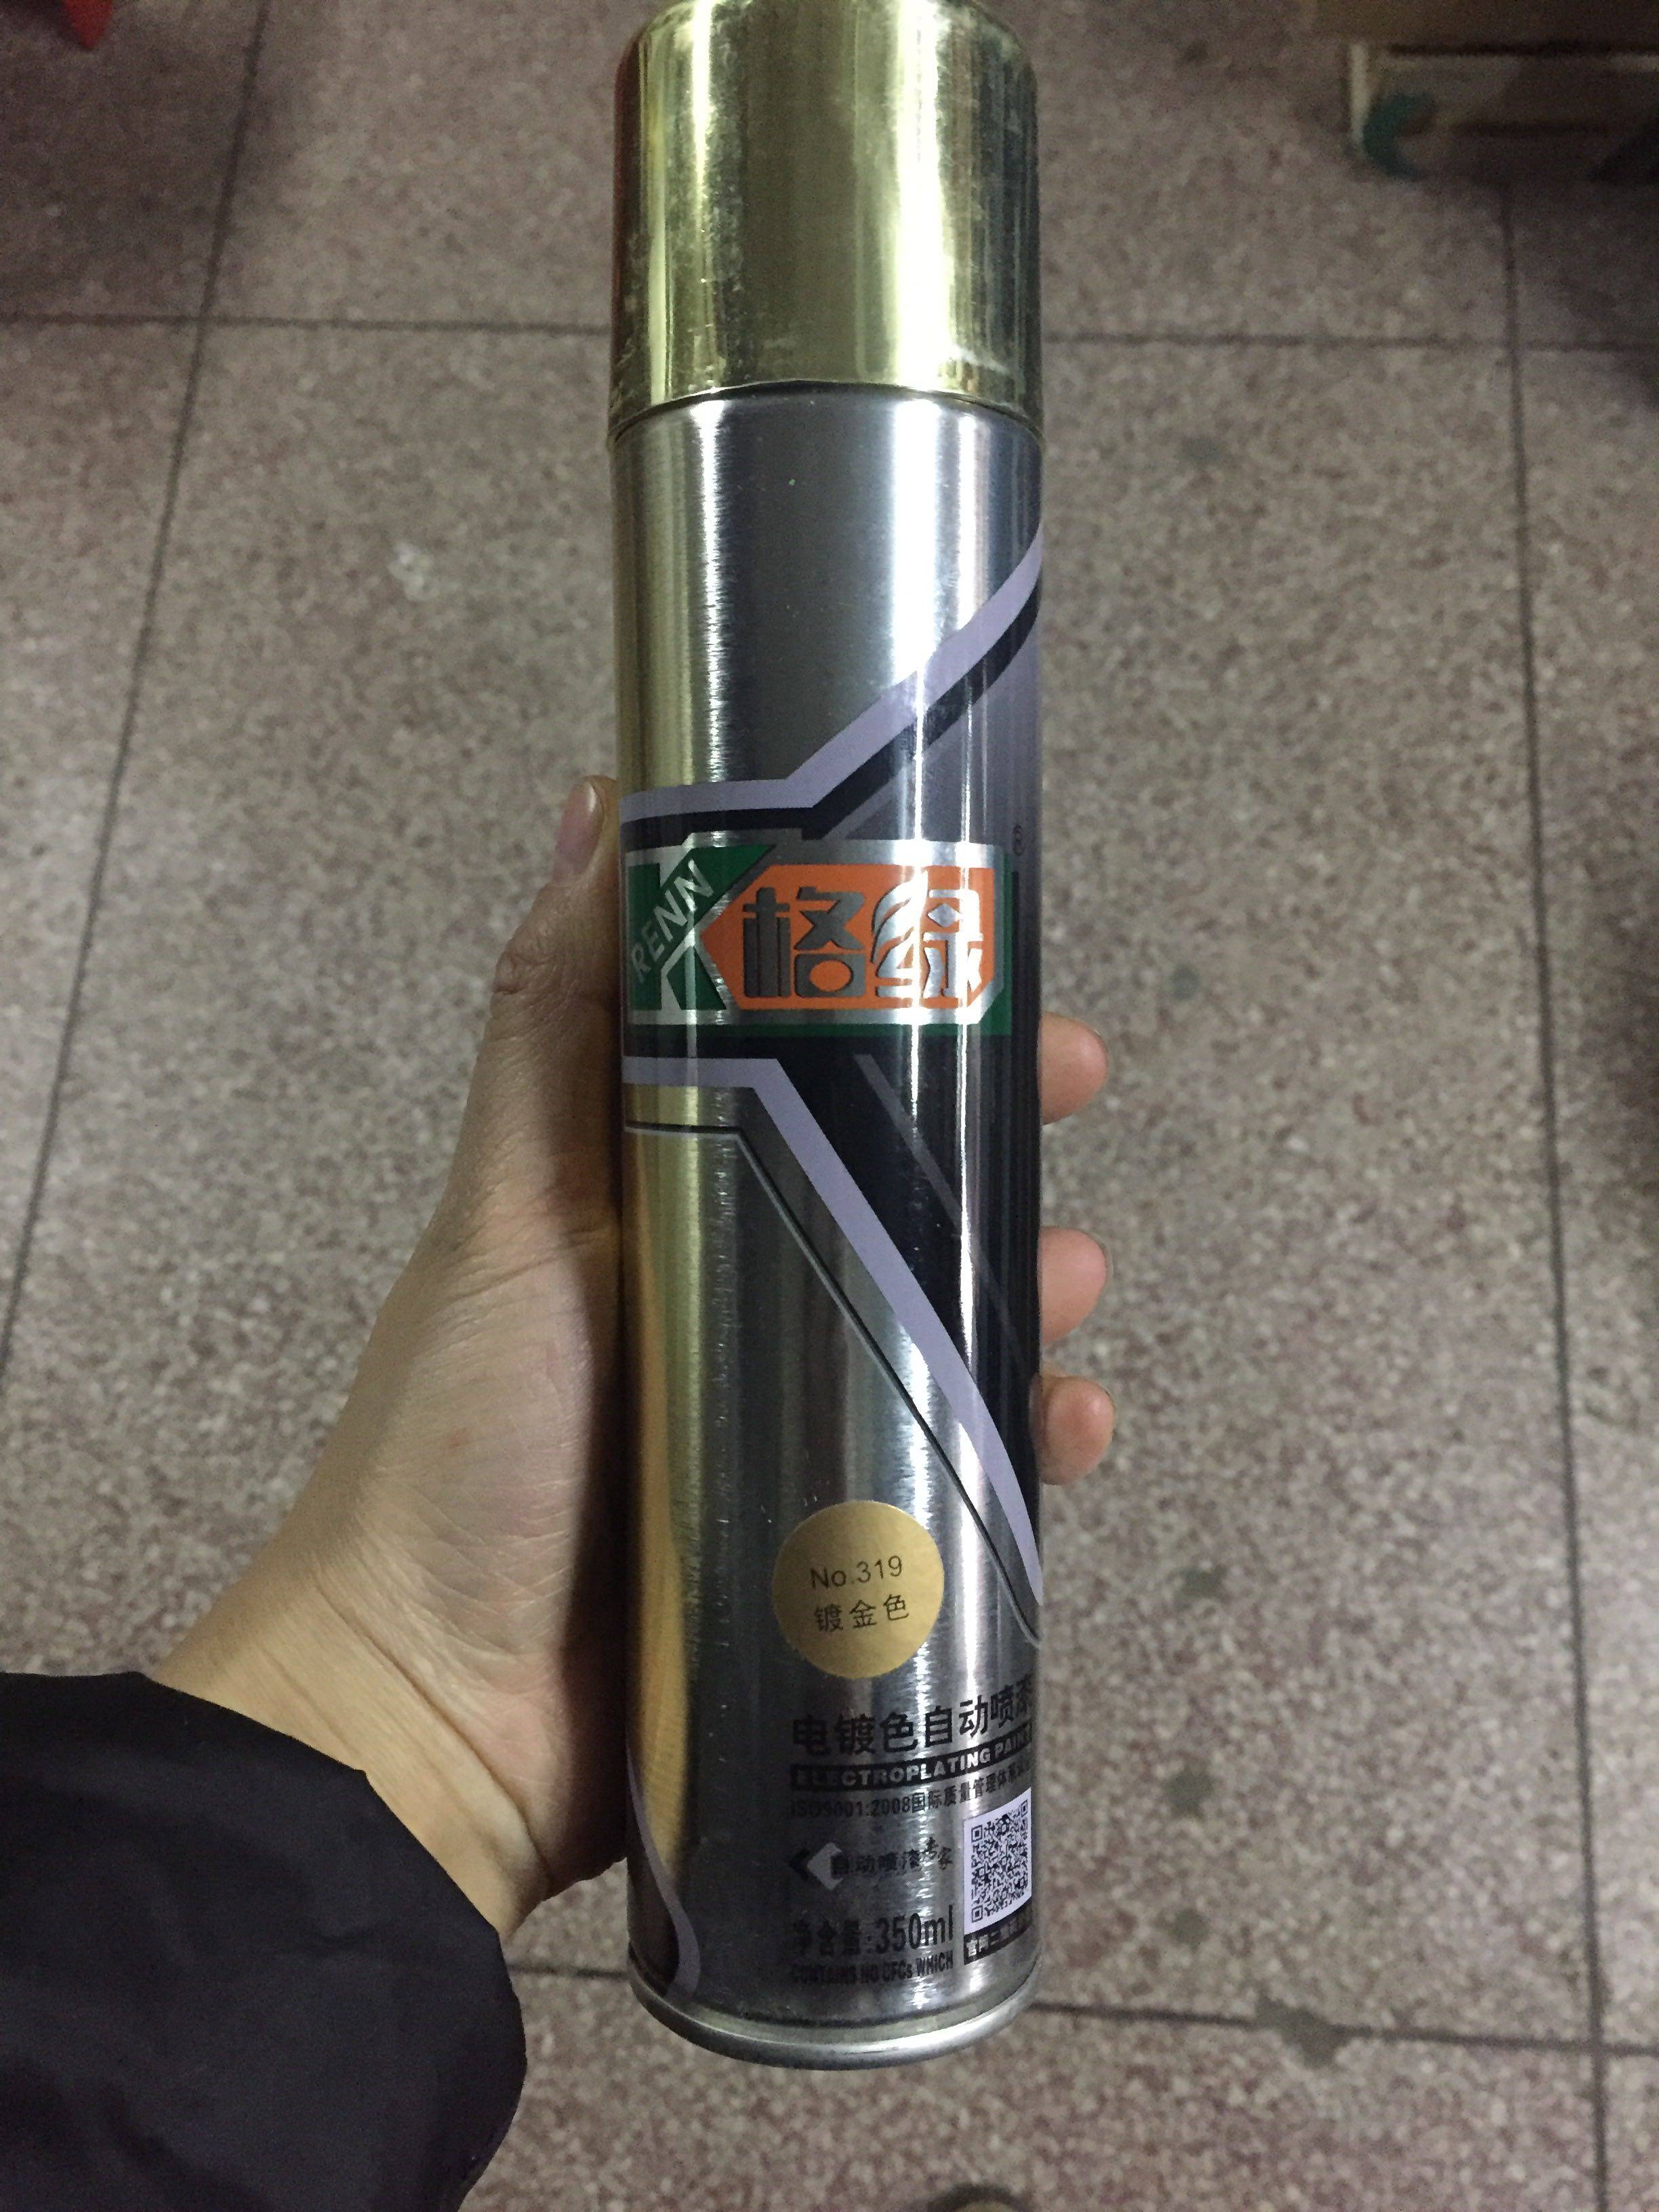 RENN
K格绿®
No.319
镀金色
电镀色自动喷漆
ELECTROPLATING PAINT
ISO9001:2008国际质量管理体系
自动喷漆专家
净含量:350ml
CONTAINS NO CFCs WHICH